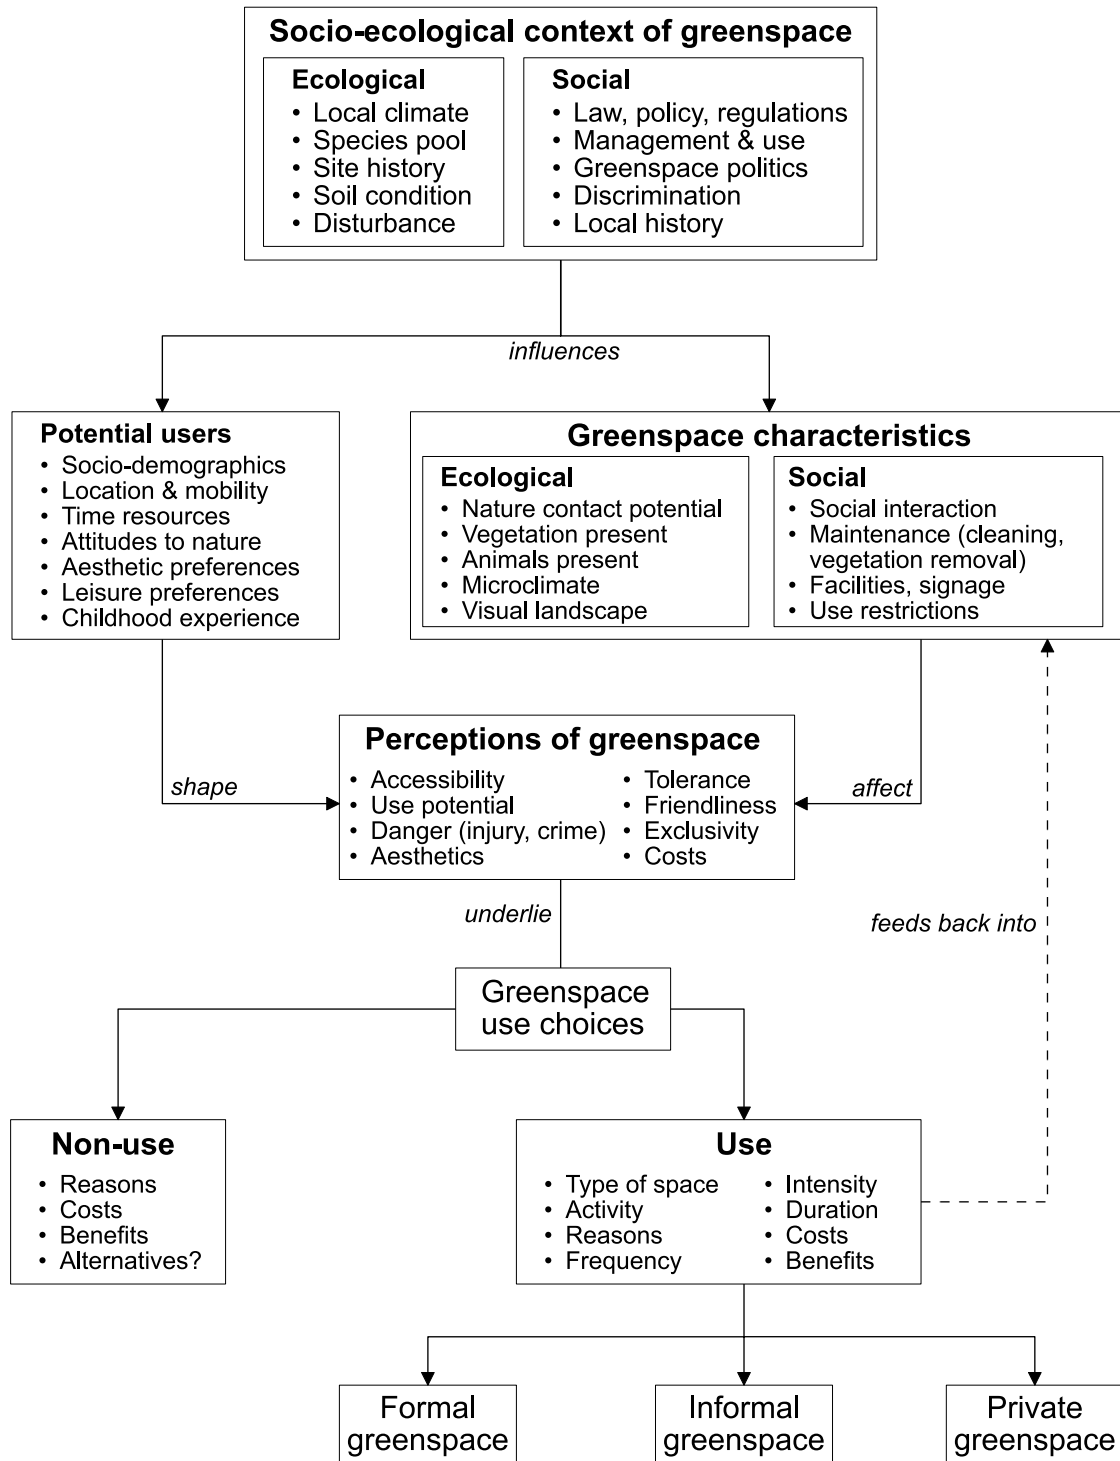 Socio-ecological context of greenspace
Ecological
• Local climate
• Species pool
• Site history
• Soil condition
• Disturbance
Social
• Law, policy, regulations
• Management & use
• Greenspace politics
• Discrimination
• Local history
influences
Potential users
• Socio-demographics
• Location & mobility
• Time resources
• Attitudes to nature
• Aesthetic preferences
• Leisure preferences
• Childhood experience
Greenspace characteristics
Ecological
• Nature contact potential
• Vegetation present
• Animals present
• Microclimate
• Visual landscape
Social
• Social interaction
• Maintenance (cleaning,
vegetation removal)
• Facilities, signage
• Use restrictions
shape
Perceptions of greenspace
• Accessibility
• Use potential
• Danger (injury, crime)
• Aesthetics
• Tolerance
• Friendliness
• Exclusivity
• Costs
affect
underlie
feeds back into
Greenspace
use choices
Non-use
• Reasons
• Costs
• Benefits
• Alternatives?
Use
• Type of space
• Activity
• Reasons
• Frequency
• Intensity
• Duration
• Costs
• Benefits
Formal
greenspace
Informal
greenspace
Private
greenspace